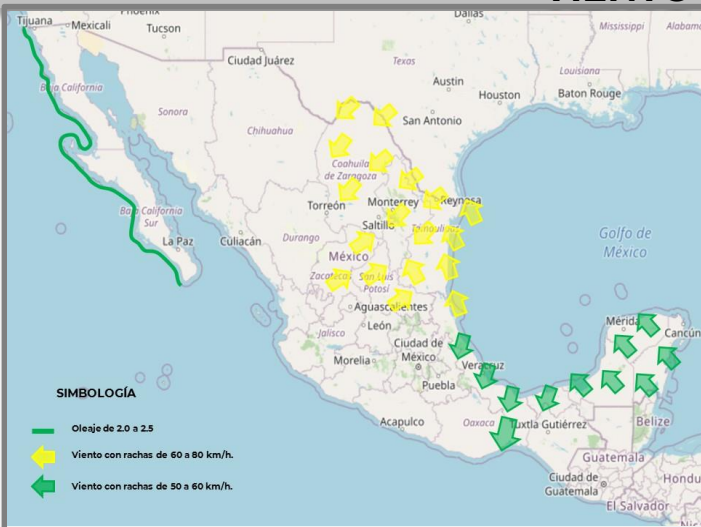 Tijuana
Mexicali
Tucson
Dallas
Mississippi
Ciudad Juárez
Texas
Louisiana
Baja California
Austin
Baton Rouge
Houston
Sonora
San Antonio
Chihuahua
Coahuila
de Zaragoza
Baja California
Sur
Torreón
Monterrey
Reynosa
Saltillo
Tamaulipas
La Paz
Culiacán
Durango
México
Golfo de
México
Zacatecas
San Luis
Potosí
Aguascalientes
León
Jalisco
Mérida
Cancún
Ciudad de
México
Morelia
Veracruz
Puebla
SIMBOLOGÍA
Acapulco
Oaxaca
Tuxtla Gutiérrez
Belize
Oleaje de 2.0 a 2.5
Viento con rachas de 60 a 80 km/h.
Guatemala
Viento con rachas de 50 a 60 km/h.
Ciudad de
Guatemala
El Salvador